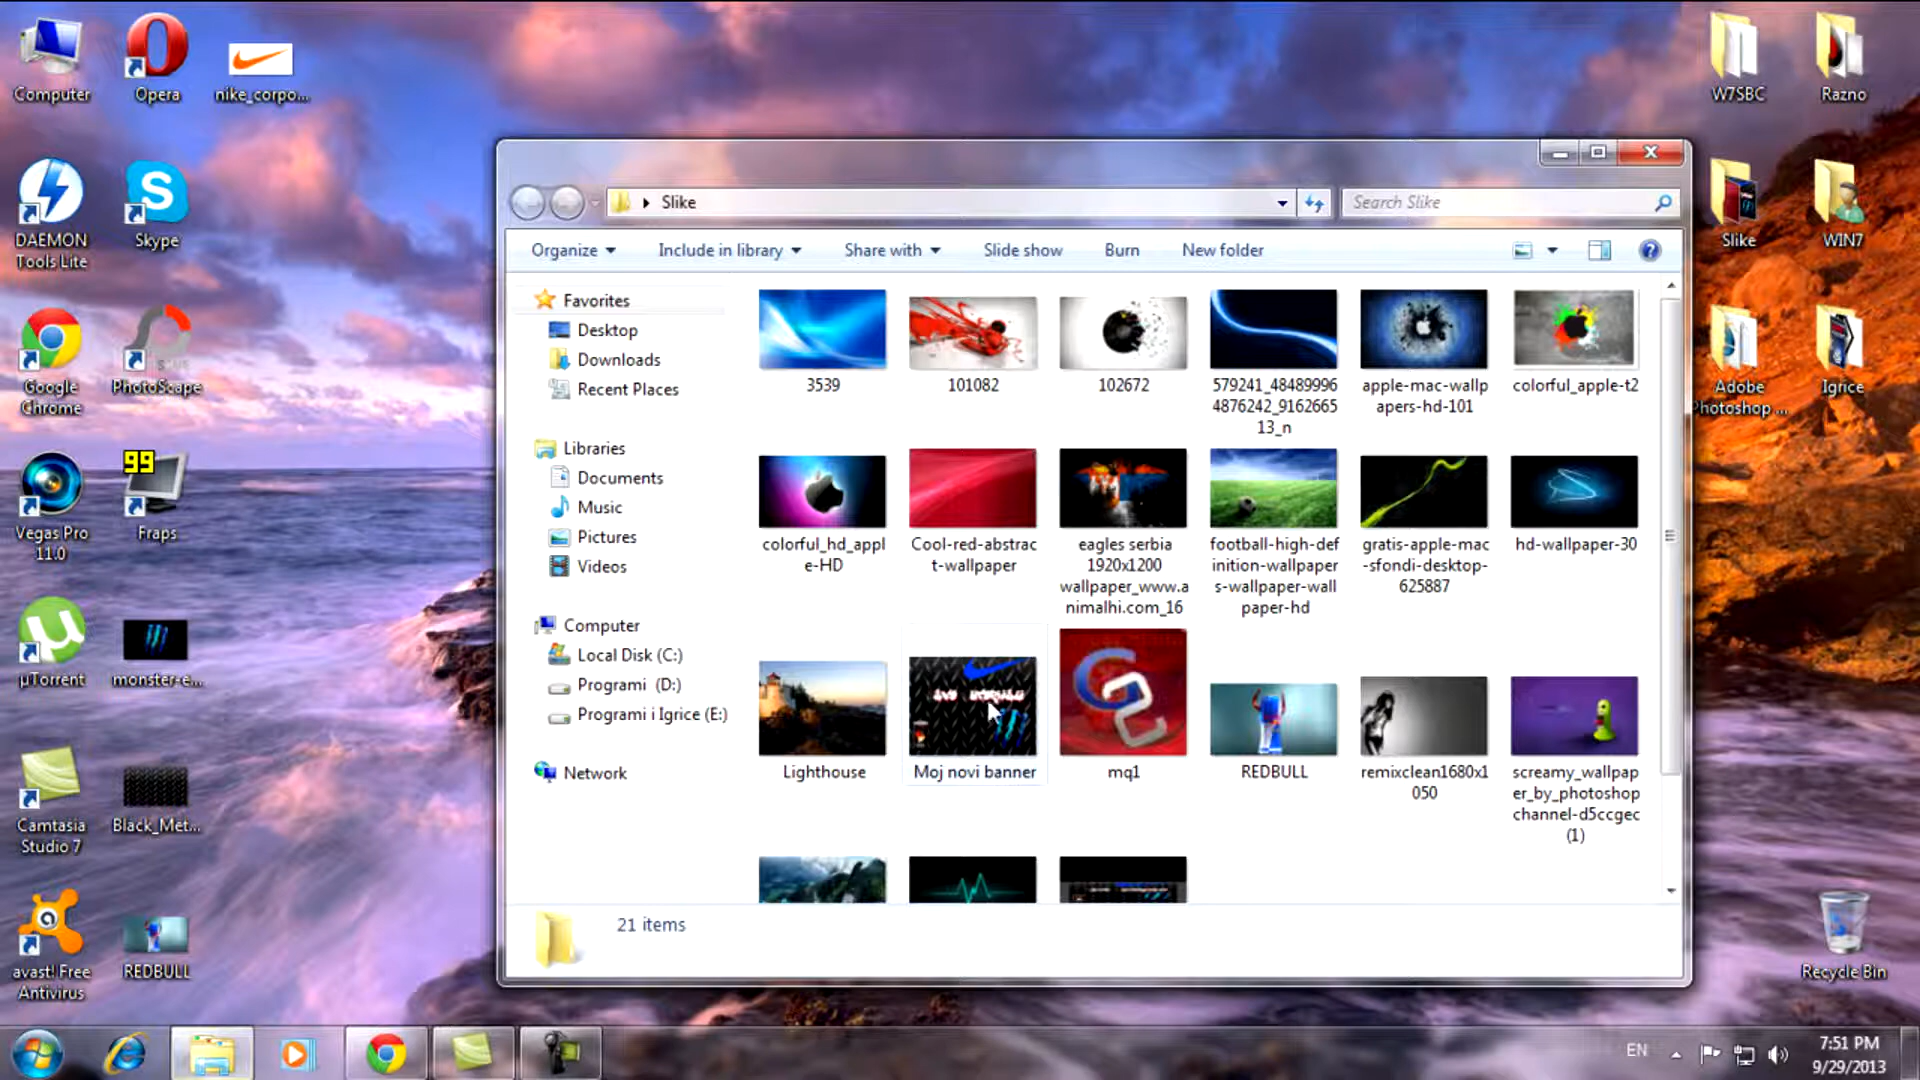 Computer
Opera
nike_corpo...
DAEMON
Tools Lite
Skype
Google
Chrome
PhotoScape
Vegas Pro
11.0
99
Fraps
µTorrent
monster-e...
Camtasia
Studio 7
Black_Met...
avast! Free
Antivirus
REDBULL
W7SBC
Razno
Slike
WIN7
Adobe
Photoshop ...
Igrice
Recycle Bin
Slike
Search Slike
Organize
Include in library
Share with
Slide show
Burn
New folder
Favorites
Desktop
Downloads
Recent Places
Libraries
Documents
Music
Pictures
Videos
Computer
Local Disk (C:)
Programi (D:)
Programi i Igrice (E:)
Network
3539
101082
102672
579241_48489996
4876242_9162665
13_n
apple-mac-wallp
apers-hd-101
colorful_apple-t2
colorful_hd_appl
e-HD
Cool-red-abstrac
t-wallpaper
eagles serbia
1920x1200
wallpaper_www.a
nimalhi.com_16
football-high-def
inition-wallpaper
s-wallpaper-wall
paper-hd
gratis-apple-mac
-sfondi-desktop-
625887
hd-wallpaper-30
Lighthouse
Moj novi banner
mq1
REDBULL
remixclean1680x1
050
screamy_wallpap
er_by_photoshop
channel-d5ccgec
(1)
21 items
EN
7:51 PM
9/29/2013